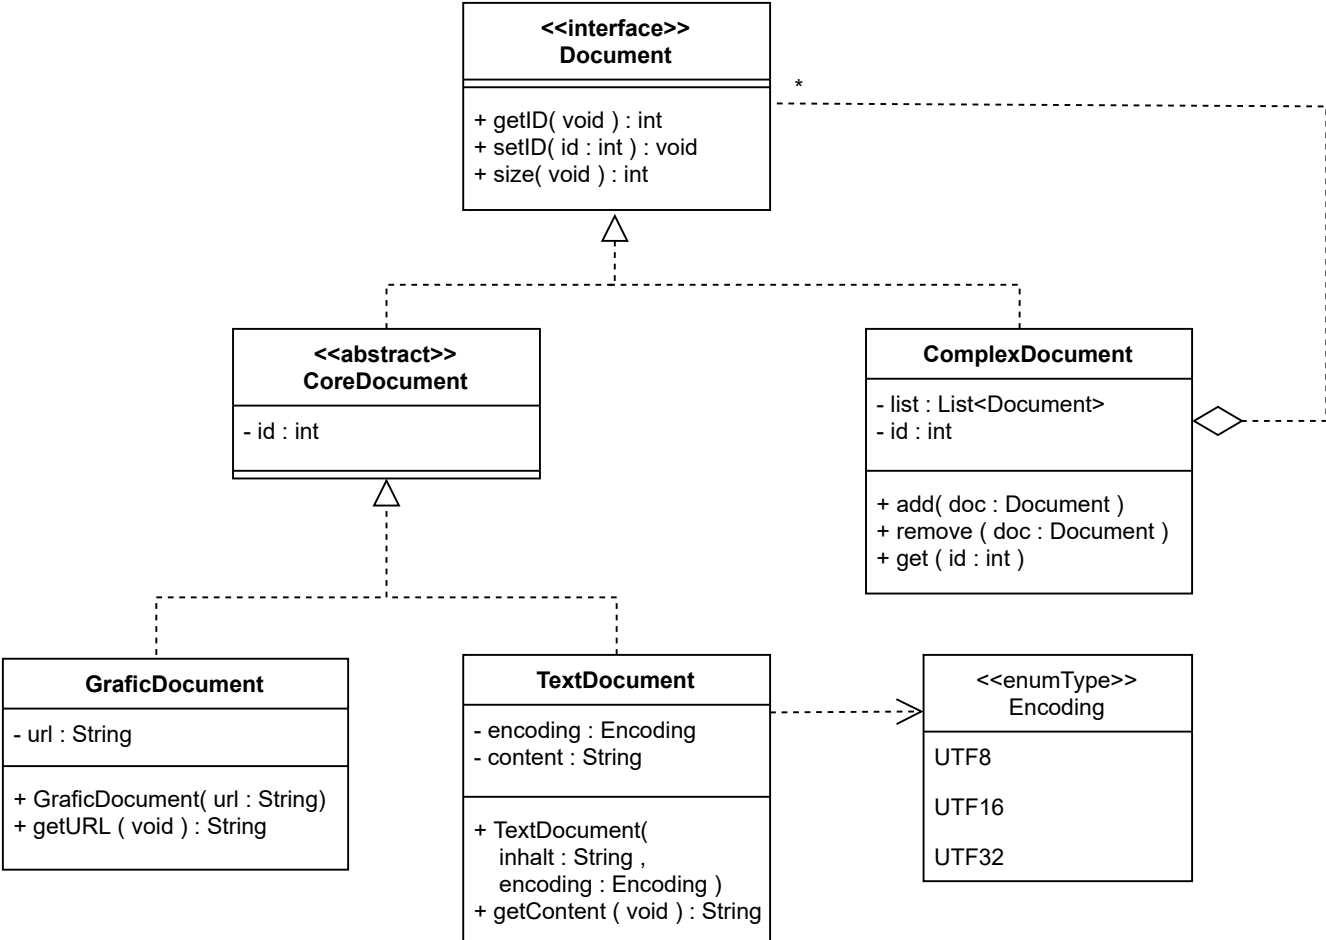 <<interface>>
Document
*
+ getID( void ) : int
+ setID( id : int ) : void
+ size( void ) : int
<<abstract>>
CoreDocument
- id : int
ComplexDocument
- list : List<Document>
- id : int
+ add( doc : Document )
+ remove ( doc : Document )
+ get ( id : int )
GraficDocument
- url : String
+ GraficDocument( url : String)
+ getURL ( void ) : String
TextDocument
- encoding : Encoding
- content : String
+ TextDocument(
inhalt : String ,
encoding : Encoding )
+ getContent ( void ) : String
<<enumType>>
Encoding
UTF8
UTF16
UTF32